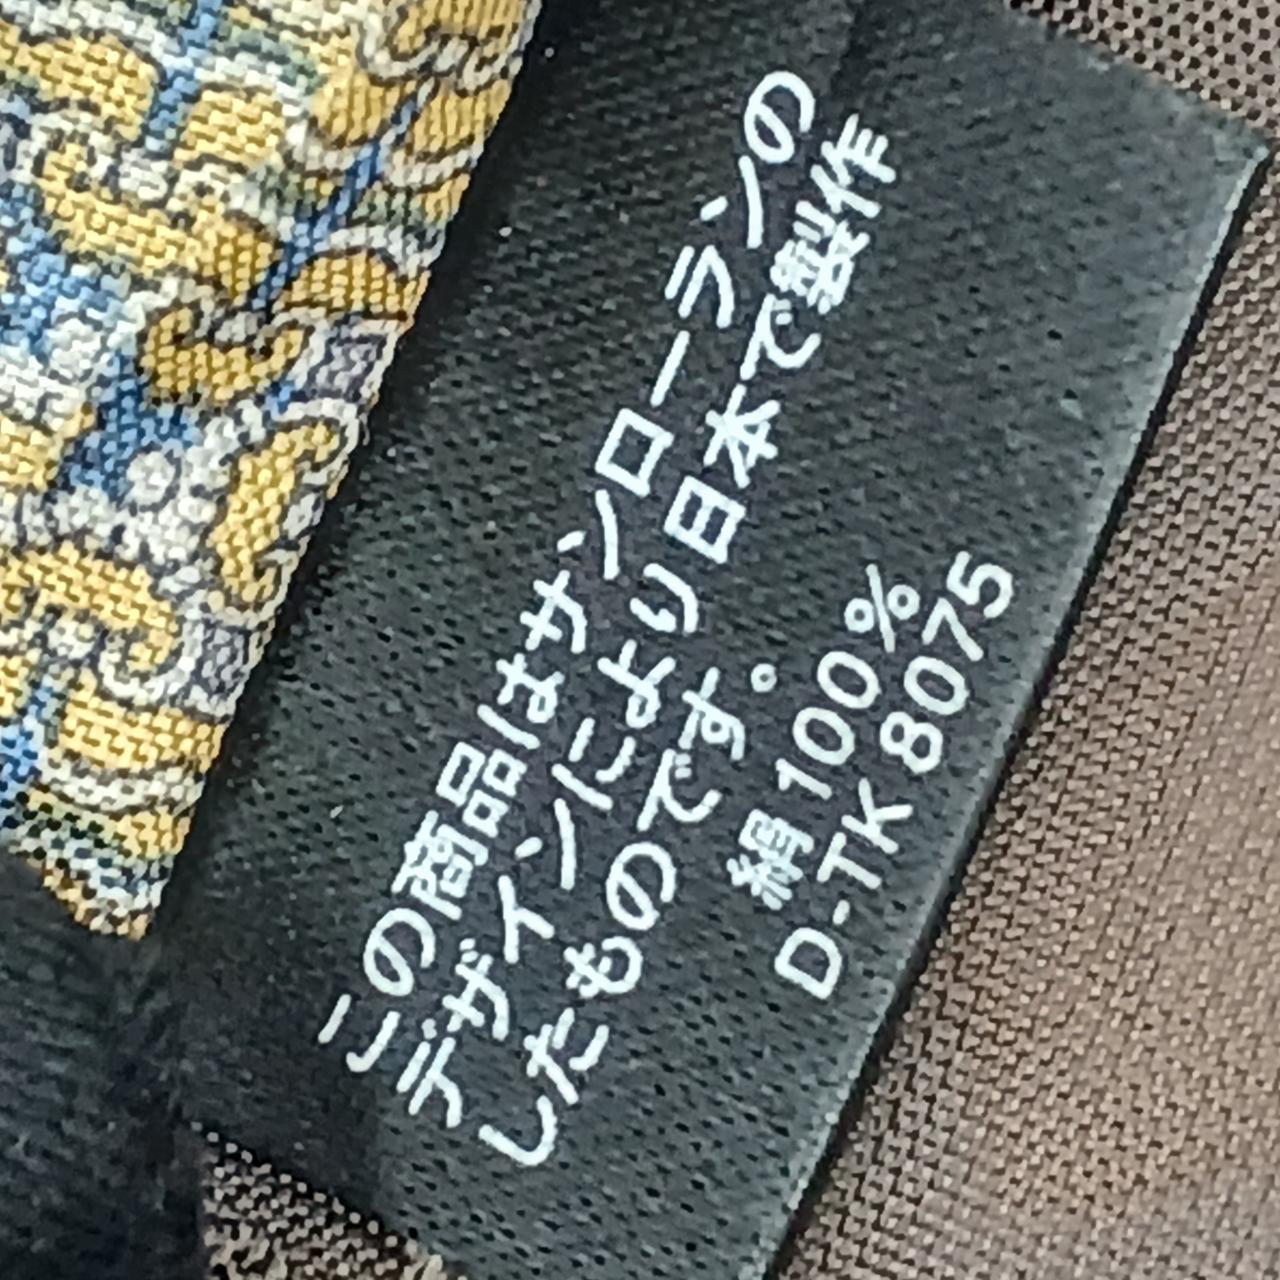 この商品はサンローランの
デザインにより日本で製作
したものです。
絹100%
D-TK 8075